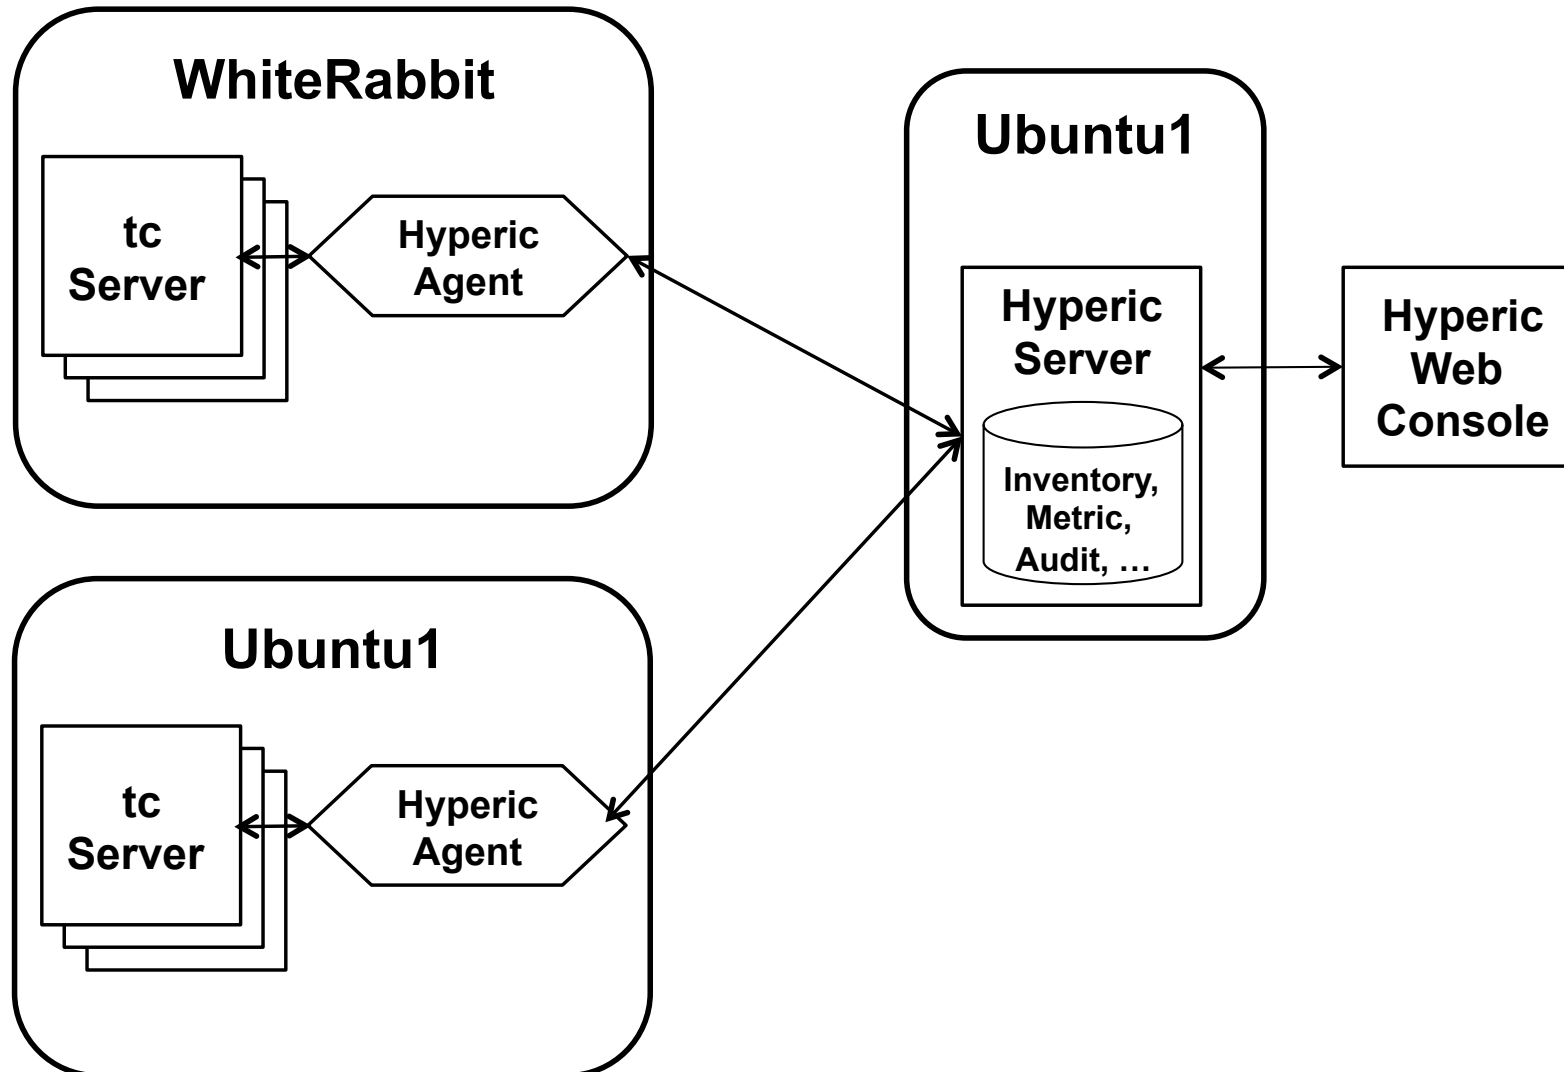 WhiteRabbit
tc
Server
Hyperic
Agent
Ubuntu1
tc
Server
Hyperic
Agent
Ubuntu1
Hyperic
Server
Inventory,
Metric,
Audit, …
Hyperic
Web
Console